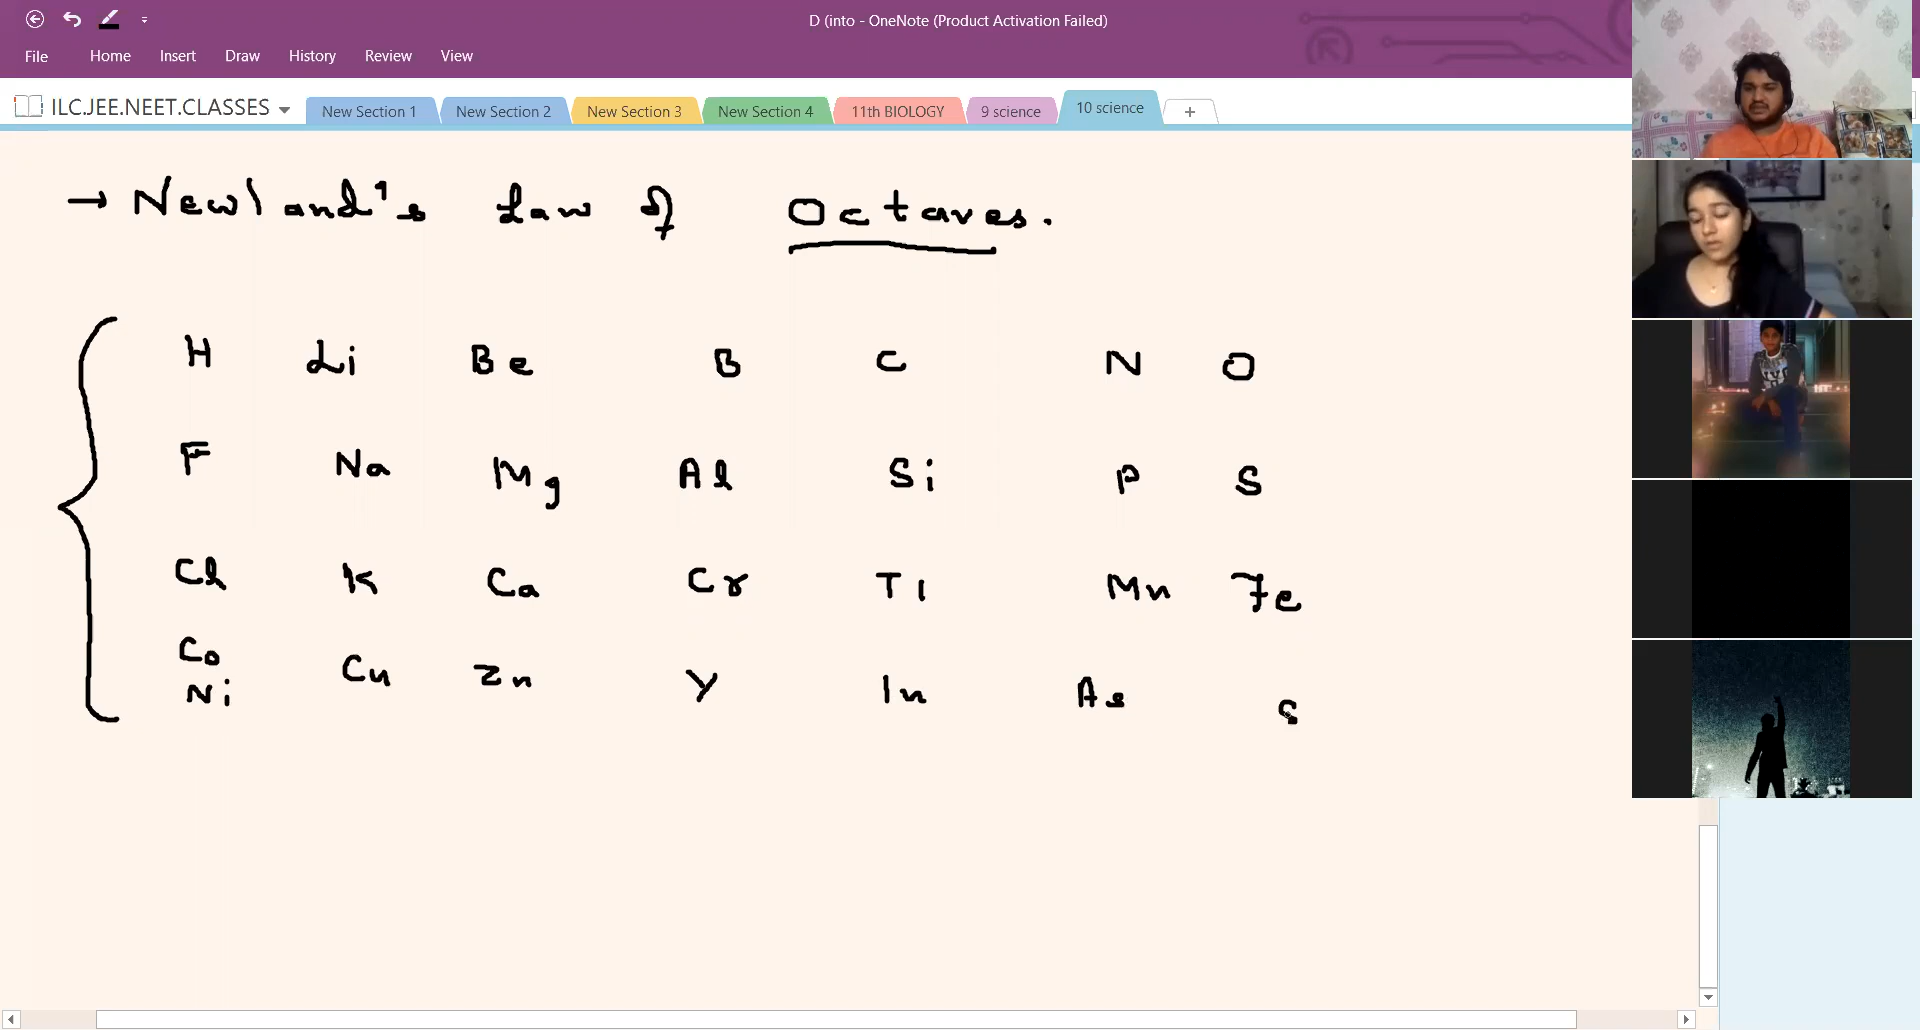 D (into - OneNote (Product Activation Failed)
File Home Insert Draw History Review View
ILC.JEE.NEET.CLASSES New Section 1 New Section 2 New Section 3 New Section 4 11th BIOLOGY 9 science 10 science
→ Newland's Law of Octaves.
H Li Be B C N O
F Na Mg Al Si P S
Cl K Ca Cr Ti Mn Fe
Co Cu Zn Y In As S
Ni